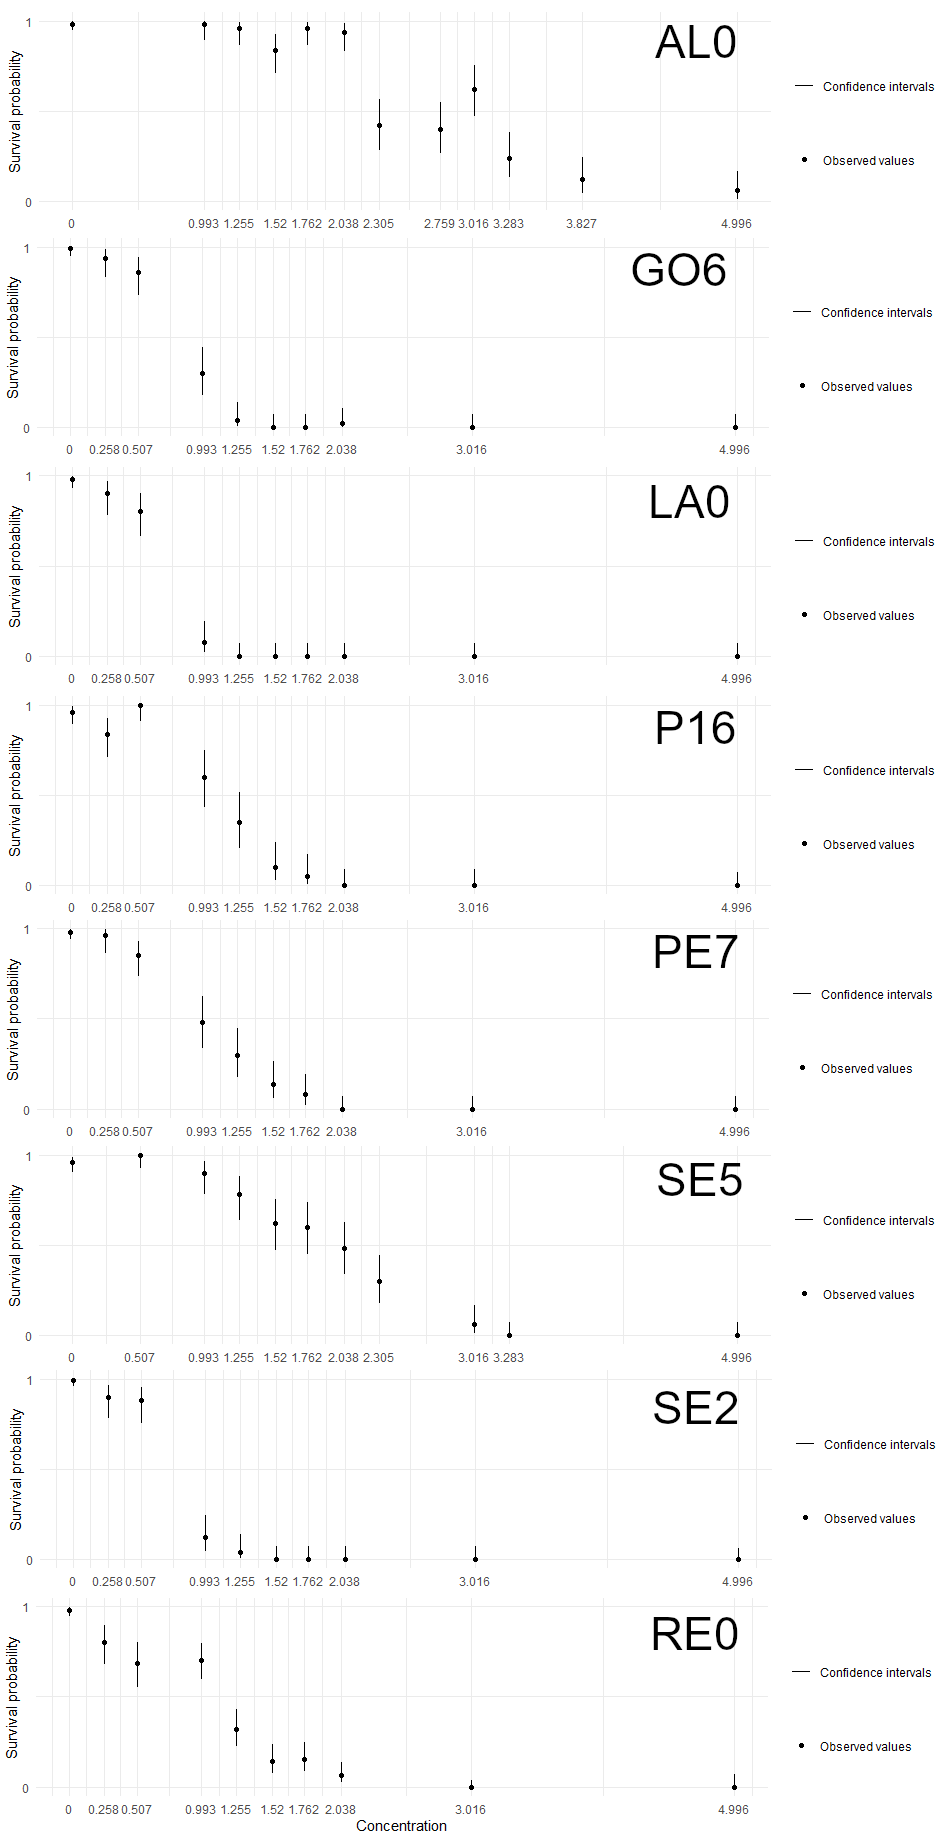 AL0
1
Survival probability
Confidence intervals
Observed values
0
0 0.993 1.255 1.52 1.762 2.038 2.305 2.759 3.016 3.283 3.827 4.996
GO6
1
Survival probability
Confidence intervals
Observed values
0
0 0.258 0.507 0.993 1.255 1.52 1.762 2.038 3.016 4.996
LA0
1
Survival probability
Confidence intervals
Observed values
0
0 0.258 0.507 0.993 1.255 1.52 1.762 2.038 3.016 4.996
P16
1
Survival probability
Confidence intervals
Observed values
0
0 0.258 0.507 0.993 1.255 1.52 1.762 2.038 3.016 4.996
PE7
1
Survival probability
Confidence intervals
Observed values
0
0 0.258 0.507 0.993 1.255 1.52 1.762 2.038 3.016 4.996
SE5
1
Survival probability
Confidence intervals
Observed values
0
0 0.507 0.993 1.255 1.52 1.762 2.038 2.305 3.016 3.283 4.996
SE2
1
Survival probability
Confidence intervals
Observed values
0
0 0.258 0.507 0.993 1.255 1.52 1.762 2.038 3.016 4.996
RE0
1
Survival probability
Confidence intervals
Observed values
0
0 0.258 0.507 0.993 1.255 1.52 1.762 2.038 3.016 4.996
Concentration